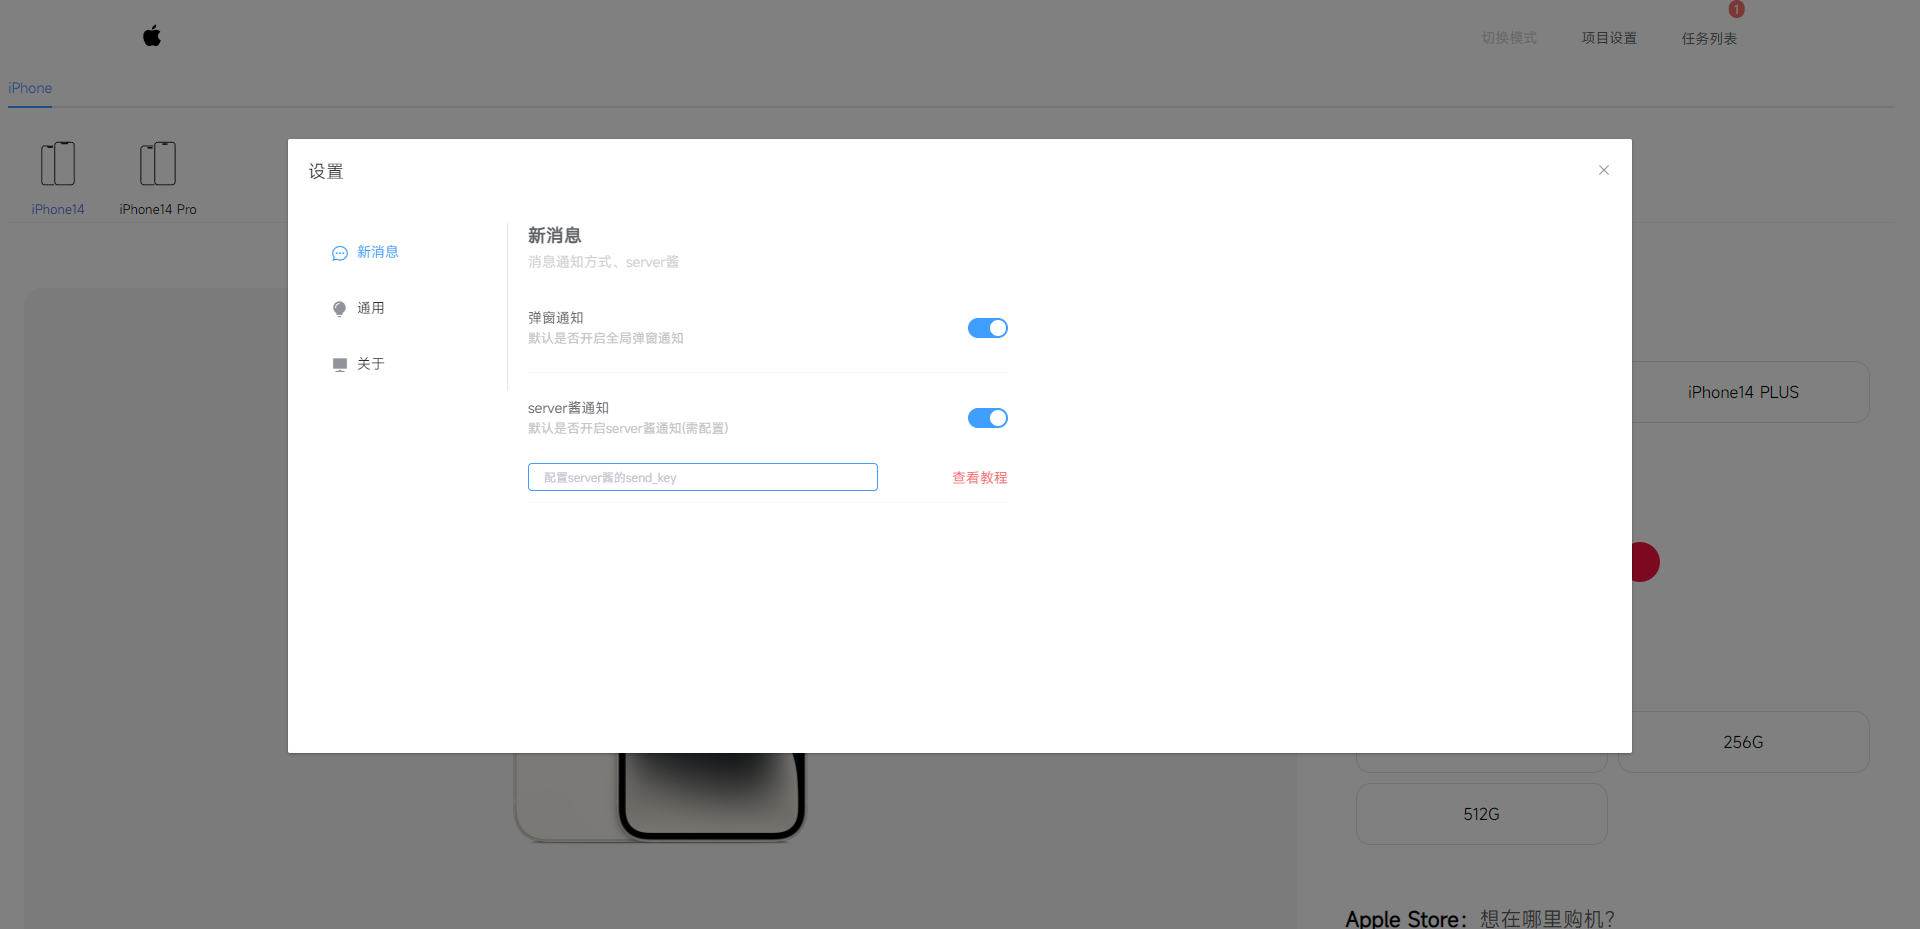 1
切换模式
项目设置
任务列表
iPhone
iPhone14
iPhone14 Pro
设置
新消息
通用
关于
新消息
消息通知方式、server酱
弹窗通知
默认是否开启全局弹窗通知
server酱通知
默认是否开启server酱通知(需配置)
配置server酱的send_key
查看教程
iPhone14 PLUS
256G
512G
Apple Store：想在哪里购机？